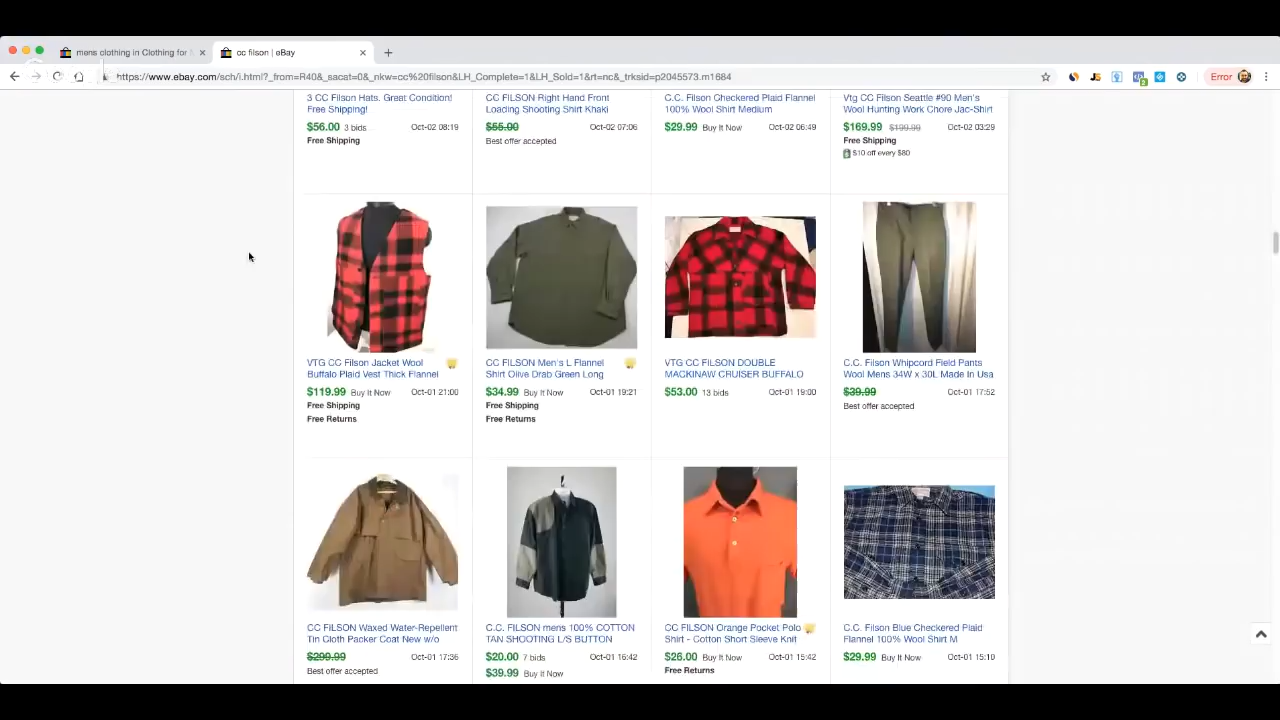 mens clothing in Clothing for
cc filson | eBay
https://www.ebay.com/sch/i.html?_from=R40&_sacat=0&_nkw=cc%20filson&LH_Complete=1&LH_Sold=1&rt=nc&_trksid=p2045573.m1684
JS
2
Error
3 CC Filson Hats. Great Condition!
Free Shipping!
$56.00 3 bids Oct-02 08:19
Free Shipping
CC FILSON Right Hand Front
Loading Shooting Shirt Khaki
$55.00 Oct-02 07:06
Best offer accepted
C.C. Filson Checkered Plaid Flannel
100% Wool Shirt Medium
$29.99 Buy It Now Oct-02 06:49
Vtg CC Filson Seattle #90 Men's
Wool Hunting Work Chore Jac-Shirt
$169.99 $199.99 Oct-02 03:29
Free Shipping
$10 off every $80
VTG CC Filson Jacket Wool
Buffalo Plaid Vest Thick Flannel
$119.99 Buy It Now Oct-01 21:00
Free Shipping
Free Returns
CC FILSON Men's L Flannel
Shirt Olive Drab Green Long
$34.99 Buy It Now Oct-01 19:21
Free Shipping
Free Returns
VTG CC FILSON DOUBLE
MACKINAW CRUISER BUFFALO
$53.00 13 bids Oct-01 19:00
C.C. Filson Whipcord Field Pants
Wool Mens 34W x 30L Made In Usa
$39.99 Oct-01 17:52
Best offer accepted
CC FILSON Waxed Water-Repellent
Tin Cloth Packer Coat New w/o
$299.99 Oct-01 17:36
Best offer accepted
C.C. FILSON mens 100% COTTON
TAN SHOOTING L/S BUTTON
$20.00 7 bids Oct-01 16:42
$39.99 Buy It Now
CC FILSON Orange Pocket Polo
Shirt - Cotton Short Sleeve Knit
$26.00 Buy It Now Oct-01 15:42
Free Returns
C.C. Filson Blue Checkered Plaid
Flannel 100% Wool Shirt M
$29.99 Buy It Now Oct-01 15:10